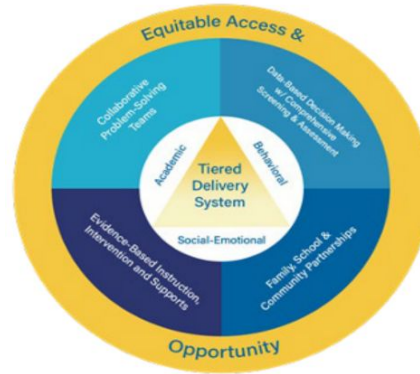 Equitable Access &
Collaborative
Problem-Solving
Teams
Data-Based Decision Making
w/ Comprehensive
Screening & Assessment
Academic
Behavioral
Tiered
Delivery
System
Social-Emotional
Evidence-Based Instruction,
Intervention and Supports
Family, School &
Community Partnerships
Opportunity